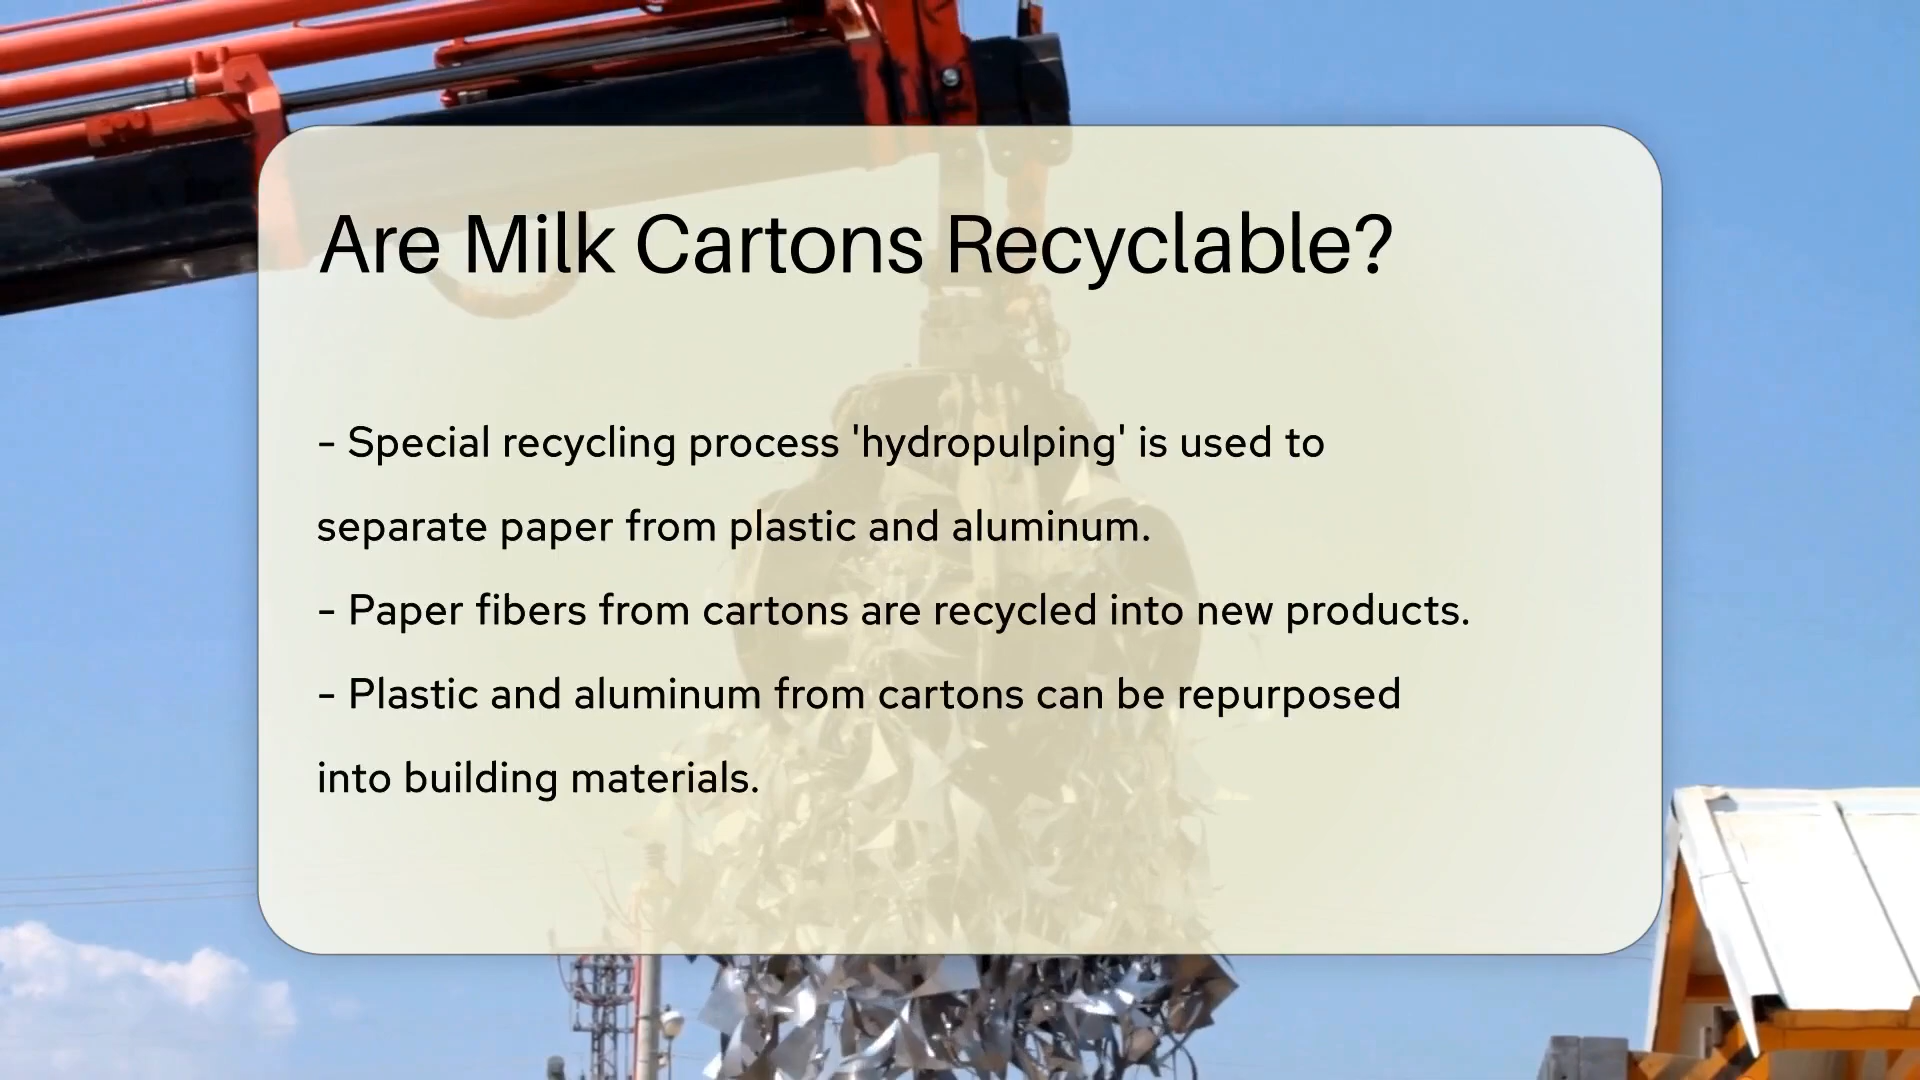 Are Milk Cartons Recyclable?
- Special recycling process 'hydropulping' is used to
separate paper from plastic and aluminum.
- Paper fibers from cartons are recycled into new products.
- Plastic and aluminum from cartons can be repurposed
into building materials.